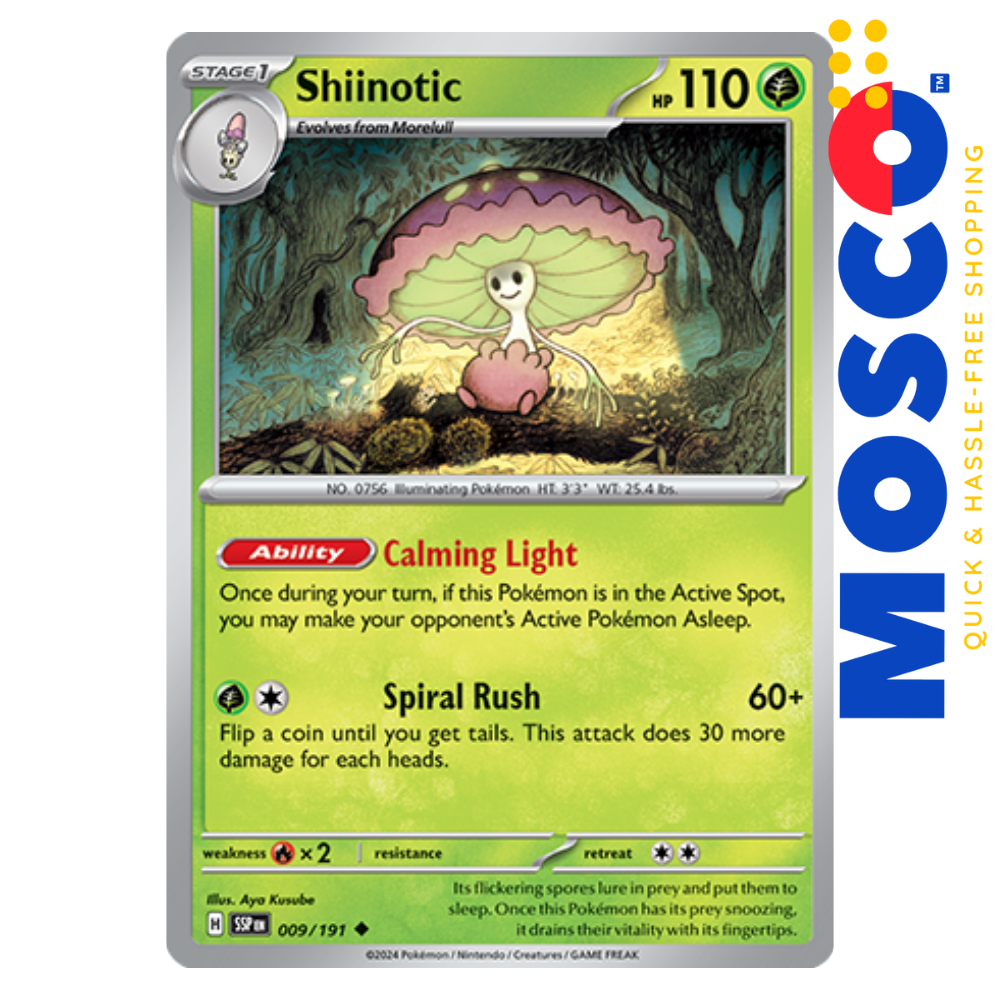 STAGE1
Shiinotic
HP 110
Evolves from Morelull
NO. 0756 Illuminating Pokémon HT: 3'3" WT: 25.4 lbs.
Ability Calming Light
Once during your turn, if this Pokémon is in the Active Spot,
you may make your opponent's Active Pokémon Asleep.
Spiral Rush 60+
Flip a coin until you get tails. This attack does 30 more
damage for each heads.
weakness ×2 resistance retreat
Illus. Aya Kusube
H SSP EN 009/191
Its flickering spores lure in prey and put them to
sleep. Once this Pokémon has its prey snoozing,
it drains their vitality with its fingertips.
©2024 Pokémon / Nintendo / Creatures / GAME FREAK
MOSCO™
QUICK & HASSLE-FREE SHOPPING